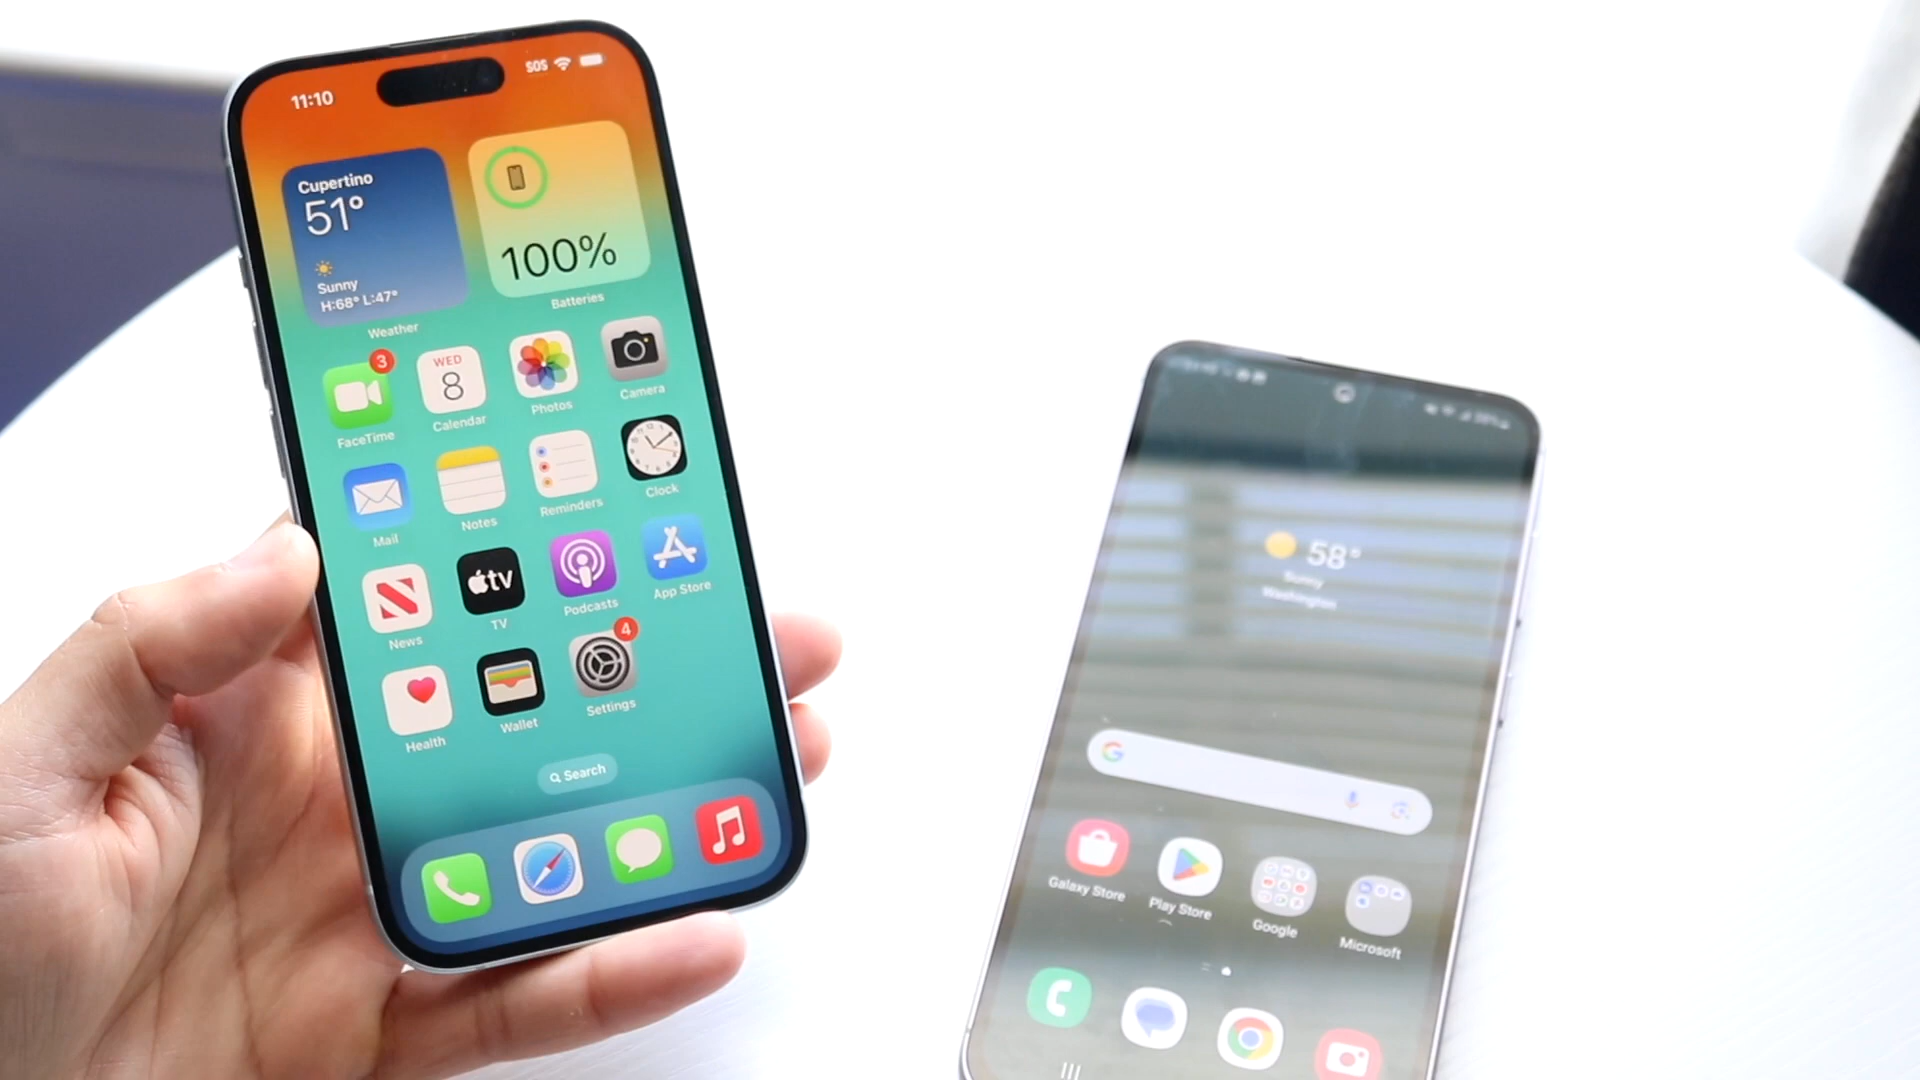 11:10
SOS
Cupertino
51°
Sunny
H:68° L:47°
Weather
100%
Batteries
3
FaceTime
WED
8
Calendar
Photos
Camera
Mail
Notes
Reminders
Clock
News
tv
TV
Podcasts
App Store
Health
Wallet
4
Settings
Search
58°
Sunny
Washington
G
Galaxy Store
Play Store
Google
Microsoft